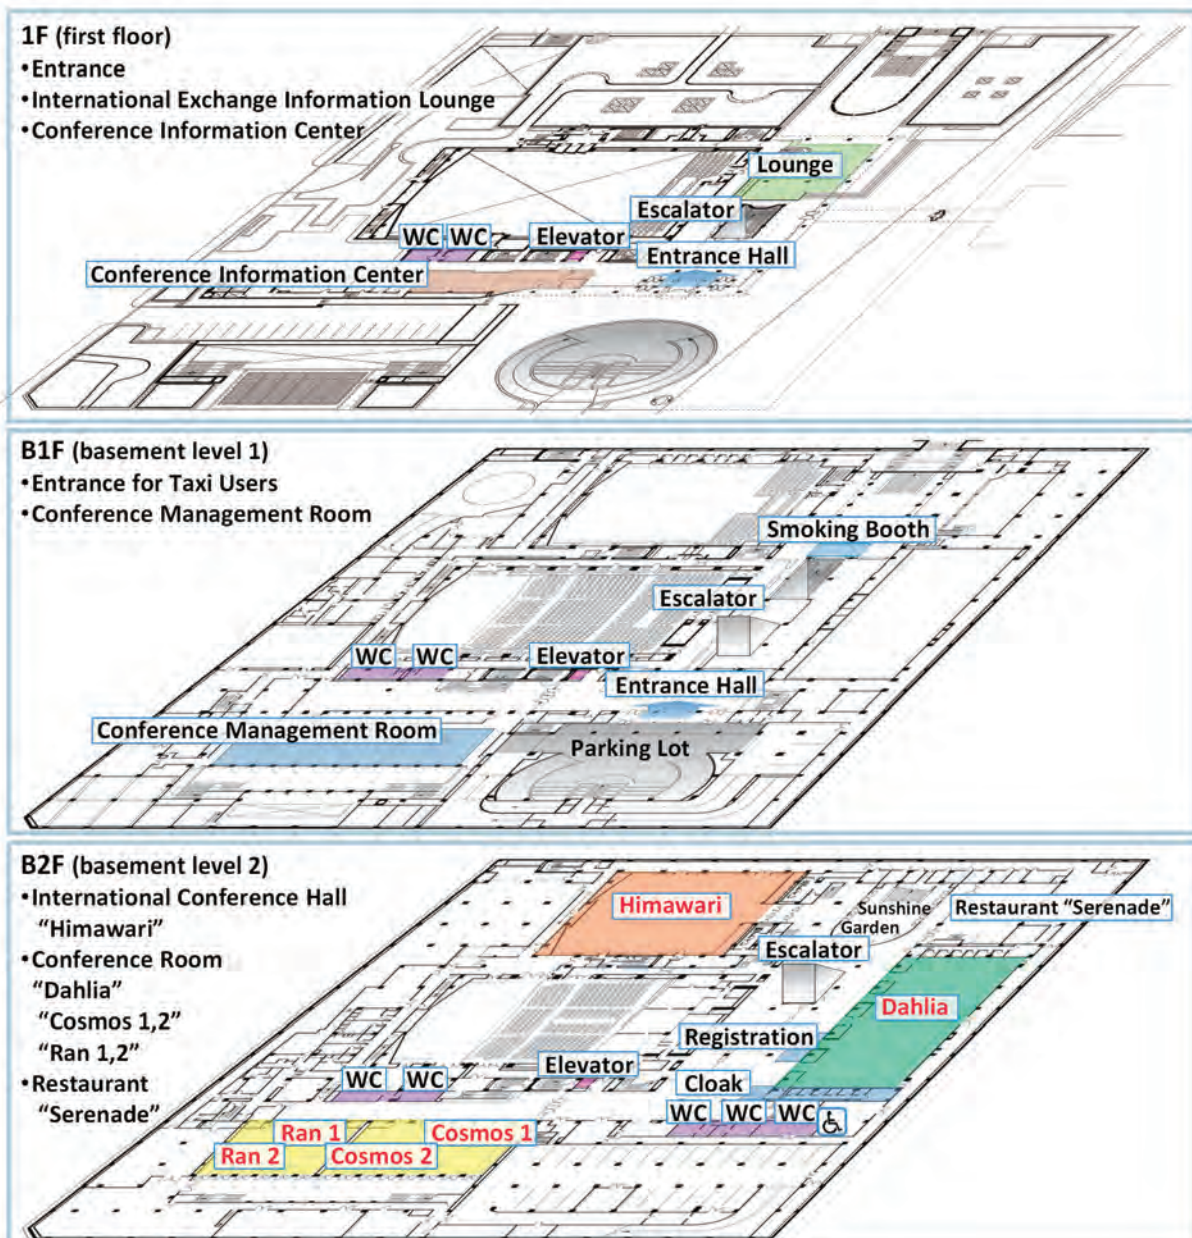 1F (first floor)
•Entrance
•International Exchange Information Lounge
•Conference Information Center
Lounge
Escalator
WC WC Elevator
Entrance Hall
Conference Information Center
B1F (basement level 1)
•Entrance for Taxi Users
•Conference Management Room
Smoking Booth
Escalator
WC WC Elevator
Entrance Hall
Conference Management Room
Parking Lot
B2F (basement level 2)
•International Conference Hall
"Himawari"
•Conference Room
"Dahlia"
"Cosmos 1,2"
"Ran 1,2"
•Restaurant
"Serenade"
Himawari
Sunshine
Garden
Restaurant "Serenade"
Escalator
Dahlia
Registration
Elevator
WC WC
Cloak
WC WC WC
Ran 1 Cosmos 1
Ran 2 Cosmos 2